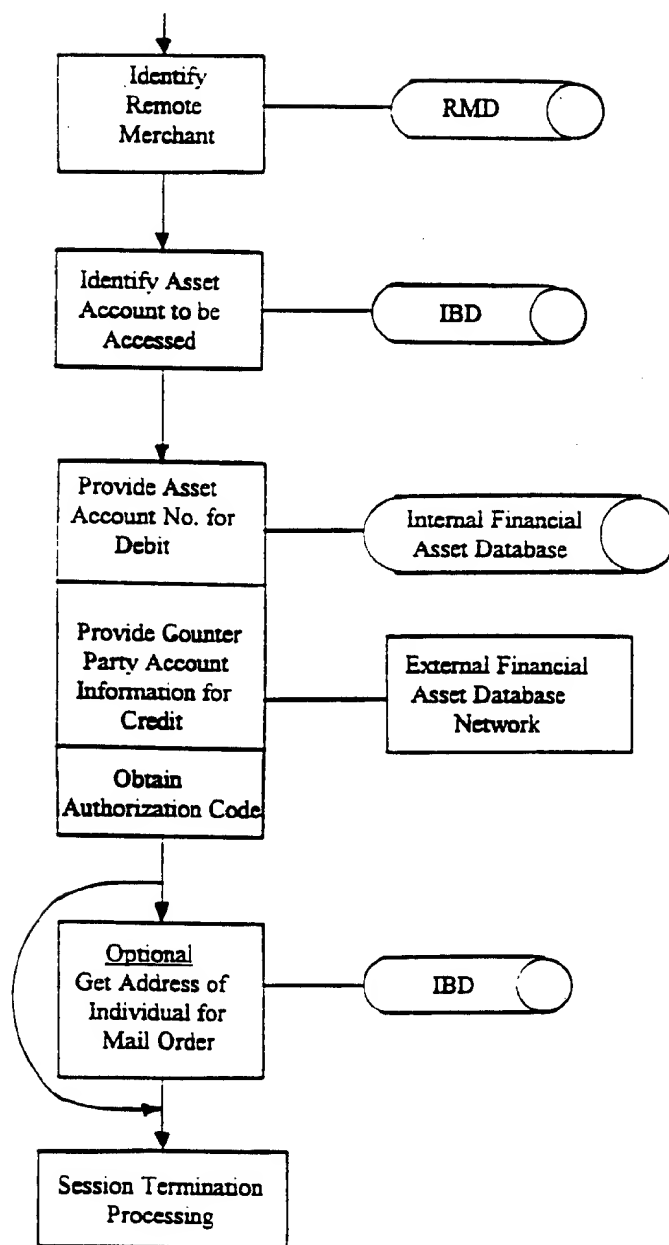 Identify
Remote
Merchant
RMD
Identify Asset
Account to be
Accessed
IBD
Provide Asset
Account No. for
Debit
Internal Financial
Asset Database
Provide Counter
Party Account
Information for
Credit
External Financial
Asset Database
Network
Obtain
Authorization Code
Optional
Get Address of
Individual for
Mail Order
IBD
Session Termination
Processing